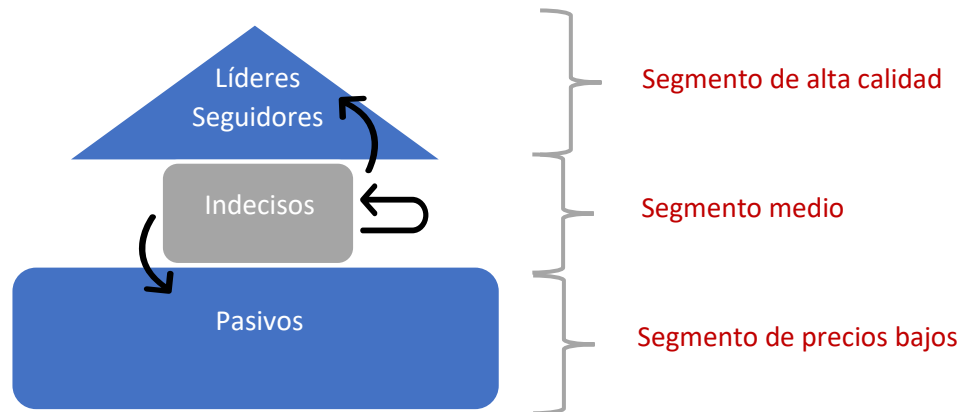 Líderes
Seguidores
Segmento de alta calidad
Indecisos
Segmento medio
Pasivos
Segmento de precios bajos